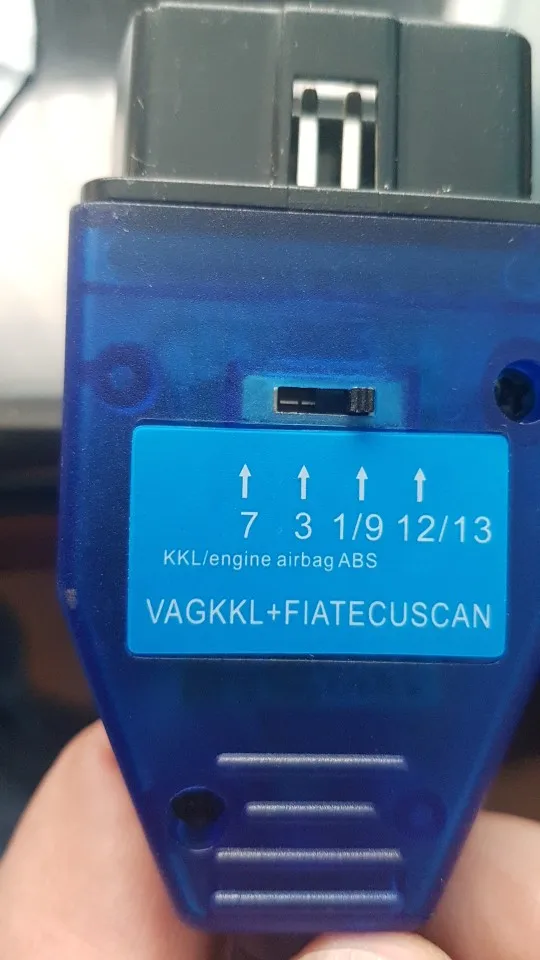 7 3 1/9 12/13
KKL/engine airbag ABS
VAGKKL+FIATECUSCAN